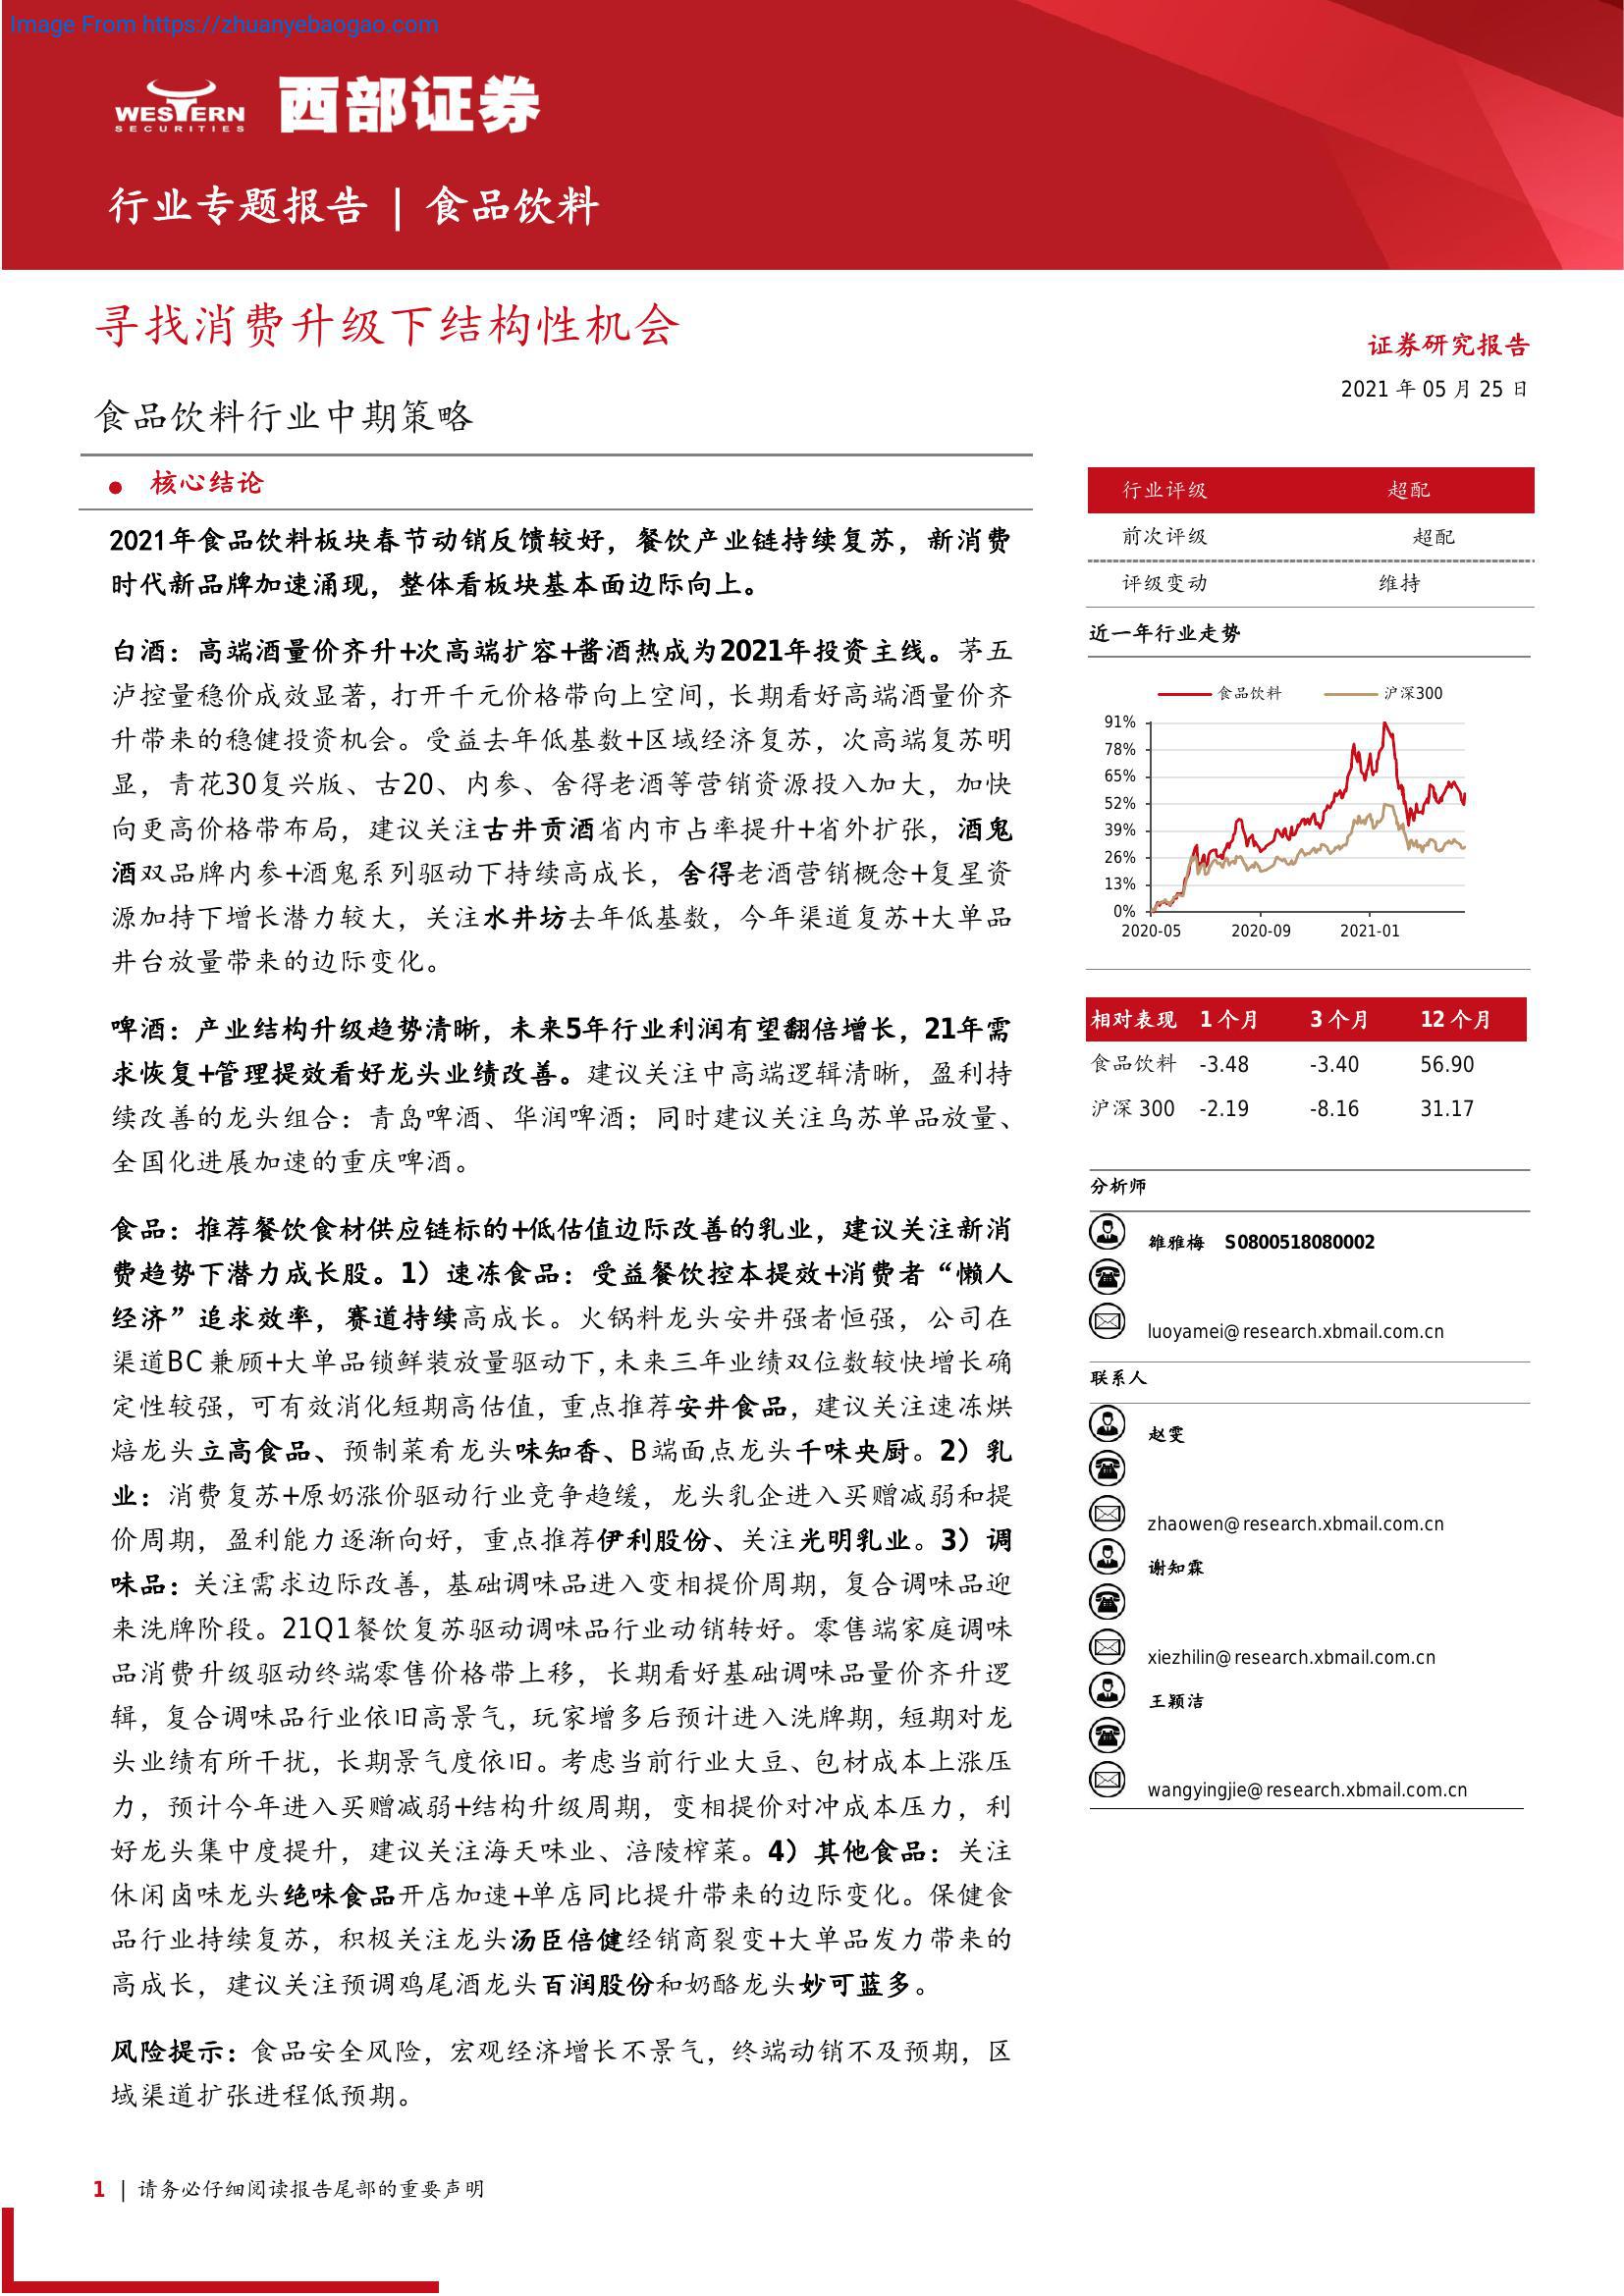 Image From https://zhuanyebaogao.com
WESTERN
SECURITIES
西部证券
行业专题报告 | 食品饮料
寻找消费升级下结构性机会
食品饮料行业中期策略
● 核心结论
2021年食品饮料板块春节动销反馈较好，餐饮产业链持续复苏，新消费
时代新品牌加速涌现，整体看板块基本面边际向上。
白酒：高端酒量价齐升+次高端扩容+酱酒热成为2021年投资主线。茅五
泸控量稳价成效显著，打开千元价格带向上空间，长期看好高端酒量价齐
升带来的稳健投资机会。受益去年低基数+区域经济复苏，次高端复苏明
显，青花30复兴版、古20、内参、舍得老酒等营销资源投入加大，加快
向更高价格带布局，建议关注古井贡酒省内市占率提升+省外扩张，酒鬼
酒双品牌内参+酒鬼系列驱动下持续高成长，舍得老酒营销概念+复星资
源加持下增长潜力较大，关注水井坊去年低基数，今年渠道复苏+大单品
井台放量带来的边际变化。
啤酒：产业结构升级趋势清晰，未来5年行业利润有望翻倍增长，21年需
求恢复+管理提效看好龙头业绩改善。建议关注中高端逻辑清晰，盈利持
续改善的龙头组合：青岛啤酒、华润啤酒；同时建议关注乌苏单品放量、
全国化进展加速的重庆啤酒。
食品：推荐餐饮食材供应链标的+低估值边际改善的乳业，建议关注新消
费趋势下潜力成长股。1）速冻食品：受益餐饮控本提效+消费者“懒人
经济”追求效率，赛道持续高成长。火锅料龙头安井强者恒强，公司在
渠道BC兼顾+大单品锁鲜装放量驱动下，未来三年业绩双位数较快增长确
定性较强，可有效消化短期高估值，重点推荐安井食品，建议关注速冻烘
焙龙头立高食品、预制菜肴龙头味知香、B端面点龙头千味央厨。2）乳
业：消费复苏+原奶涨价驱动行业竞争趋缓，龙头乳企进入买赠减弱和提
价周期，盈利能力逐渐向好，重点推荐伊利股份、关注光明乳业。3）调
味品：关注需求边际改善，基础调味品进入变相提价周期，复合调味品迎
来洗牌阶段。21Q1餐饮复苏驱动调味品行业动销转好。零售端家庭调味
品消费升级驱动终端零售价格带上移，长期看好基础调味品量价齐升逻
辑，复合调味品行业依旧高景气，玩家增多后预计进入洗牌期，短期对龙
头业绩有所干扰，长期景气度依旧。考虑当前行业大豆、包材成本上涨压
力，预计今年进入买赠减弱+结构升级周期，变相提价对冲成本压力，利
好龙头集中度提升，建议关注海天味业、涪陵榨菜。4）其他食品：关注
休闲卤味龙头绝味食品开店加速+单店同比提升带来的边际变化。保健食
品行业持续复苏，积极关注龙头汤臣倍健经销商裂变+大单品发力带来的
高成长，建议关注预调鸡尾酒龙头百润股份和奶酪龙头妙可蓝多。
风险提示：食品安全风险，宏观经济增长不景气，终端动销不及预期，区
域渠道扩张进程低预期。
证券研究报告
2021 年 05 月 25 日
行业评级 超配
前次评级 超配
评级变动 维持
近一年行业走势
食品饮料 沪深300
91%
78%
65%
52%
39%
26%
13%
0%
2020-05 2020-09 2021-01
相对表现 1 个月 3 个月 12 个月
食品饮料 -3.48 -3.40 56.90
沪深 300 -2.19 -8.16 31.17
分析师
雒雅梅 S0800518080002
luoyamei@research.xbmail.com.cn
联系人
赵雯
zhaowen@research.xbmail.com.cn
谢知霖
xiezhilin@research.xbmail.com.cn
王颖洁
wangyingjie@research.xbmail.com.cn
1 | 请务必仔细阅读报告尾部的重要声明